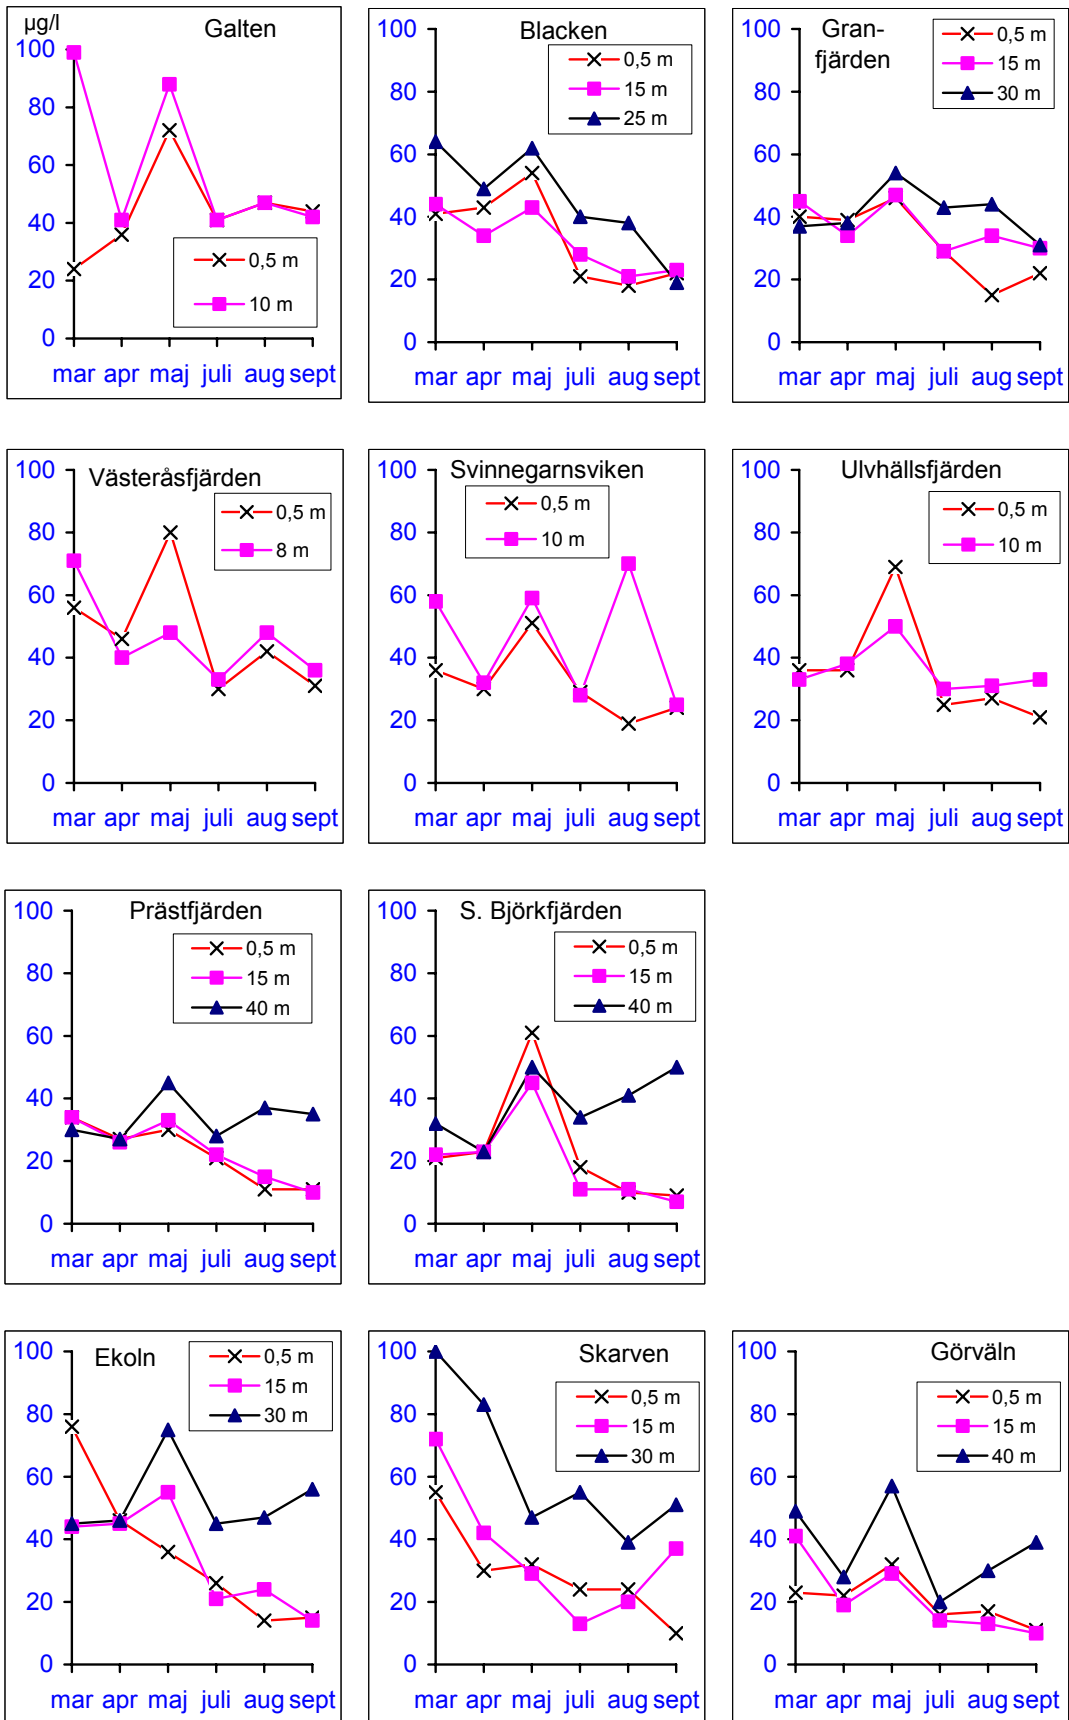 µg/l
Galten
100
80
60
40
20
0
0,5 m
10 m
mar apr maj juli aug sept
Blacken
100
80
60
40
20
0
0,5 m
15 m
25 m
mar apr maj juli aug sept
Gran-
fjärden
100
80
60
40
20
0
0,5 m
15 m
30 m
mar apr maj juli aug sept
Västeråsfjärden
100
80
60
40
20
0
0,5 m
8 m
mar apr maj juli aug sept
Svinnegarnsviken
100
80
60
40
20
0
0,5 m
10 m
mar apr maj juli aug sept
Ulvhällsfjärden
100
80
60
40
20
0
0,5 m
10 m
mar apr maj juli aug sept
Prästfjärden
100
80
60
40
20
0
0,5 m
15 m
40 m
mar apr maj juli aug sept
S. Björkfjärden
100
80
60
40
20
0
0,5 m
15 m
40 m
mar apr maj juli aug sept
Ekoln
100
80
60
40
20
0
0,5 m
15 m
30 m
mar apr maj juli aug sept
Skarven
100
80
60
40
20
0
0,5 m
15 m
30 m
mar apr maj juli aug sept
Görväln
100
80
60
40
20
0
0,5 m
15 m
40 m
mar apr maj juli aug sept